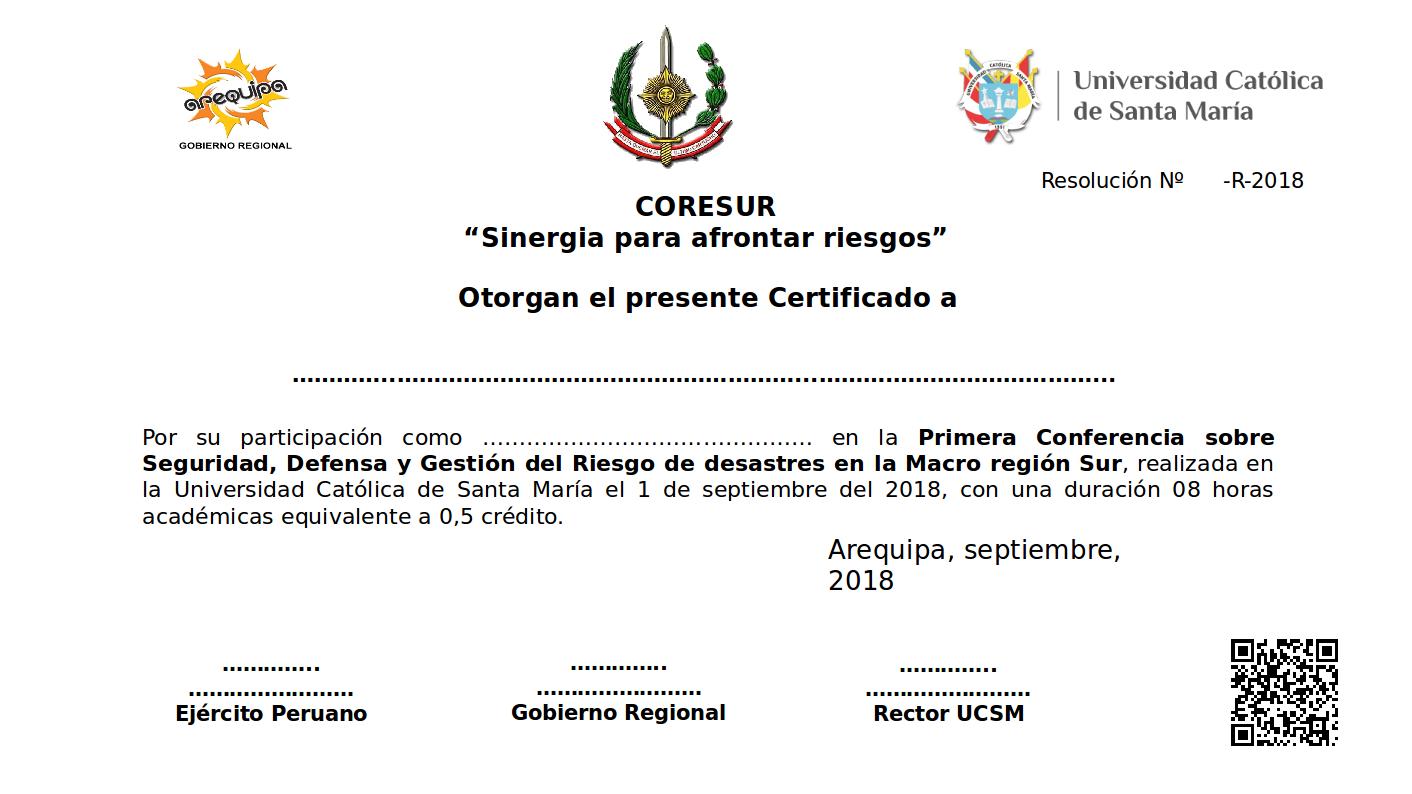 arequipa
GOBIERNO REGIONAL
Universidad Católica
de Santa María
Resolución Nº -R-2018
CORESUR
“Sinergia para afrontar riesgos”
Otorgan el presente Certificado a
……………………………………………………………………………………………
Por su participación como ……………………………………… en la Primera Conferencia sobre
Seguridad, Defensa y Gestión del Riesgo de desastres en la Macro región Sur, realizada en
la Universidad Católica de Santa María el 1 de septiembre del 2018, con una duración 08 horas
académicas equivalente a 0,5 crédito.
Arequipa, septiembre,
2018
…………..
…………………..
Ejército Peruano
…………..
…………………..
Gobierno Regional
…………..
…………………..
Rector UCSM